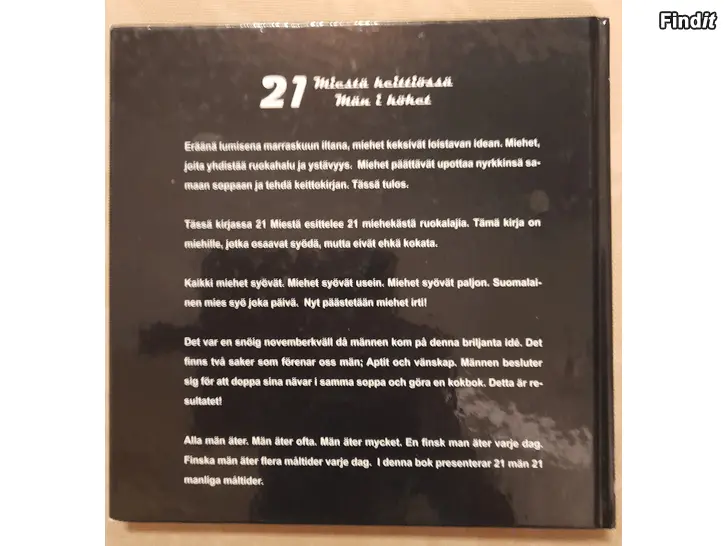 Findit
21 Miestä keittiössä
Män i köket
Eräänä lumisena marraskuun iltana, miehet keksivät loistavan idean. Miehet,
joita yhdistää ruokahalu ja ystävyys. Miehet päättävät upottaa nyrkkinsä sa-
maan soppaan ja tehdä keittokirjan. Tässä tulos.
Tässä kirjassa 21 Miestä esittelee 21 miehekästä ruokalajia. Tämä kirja on
miehille, jotka osaavat syödä, mutta eivät ehkä kokata.
Kaikki miehet syövät. Miehet syövät usein. Miehet syövät paljon. Suomalai-
nen mies syö joka päivä. Nyt päästetään miehet irti!
Det var en snöig novemberkväll då männen kom på denna briljanta idé. Det
finns två saker som förenar oss män; Aptit och vänskap. Männen besluter
sig för att doppa sina nävar i samma soppa och göra en kokbok. Detta är re-
sultatet!
Alla män äter. Män äter ofta. Män äter mycket. En finsk man äter varje dag.
Finska män äter flera måltider varje dag. I denna bok presenterar 21 män 21
manliga måltider.